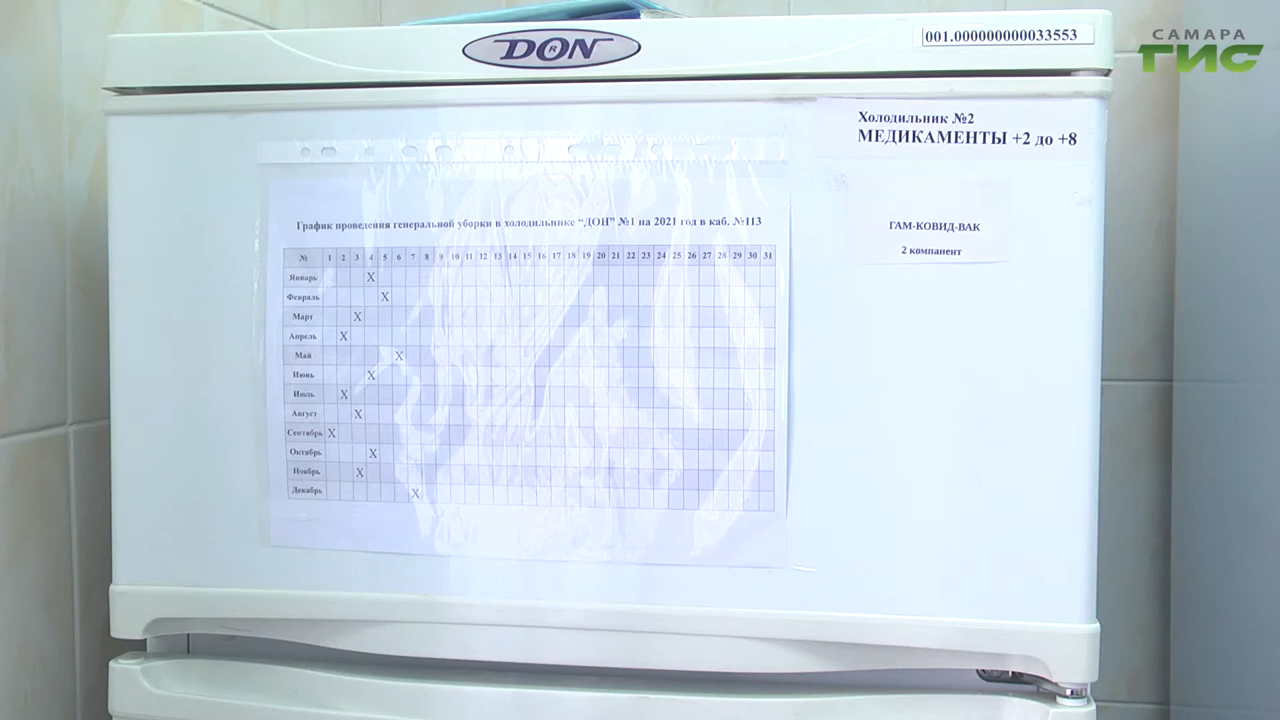 DON
®
001.000000000033553
САМАРА
ГИС
Холодильник №2
МЕДИКАМЕНТЫ +2 до +8
ГАМ-КОВИД-ВАК
2 компанент
График проведения генеральной уборки в холодильнике “ДОН” №1 на 2021 год в каб. №113
№ 1 2 3 4 5 6 7 8 9 10 11 12 13 14 15 16 17 18 19 20 21 22 23 24 25 26 27 28 29 30 31
Январь X
Февраль X
Март X
Апрель X
Май X
Июнь X
Июль X
Август X
Сентябрь X
Октябрь X
Ноябрь X
Декабрь X